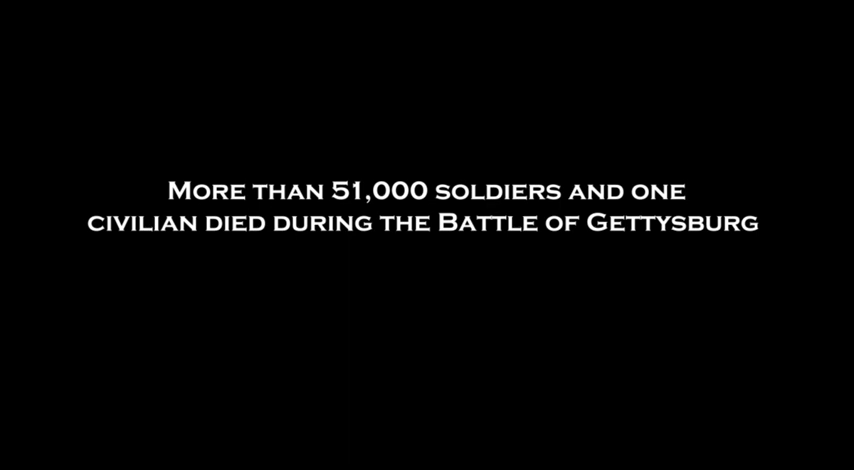 More than 51,000 soldiers and one
civilian died during the Battle of Gettysburg